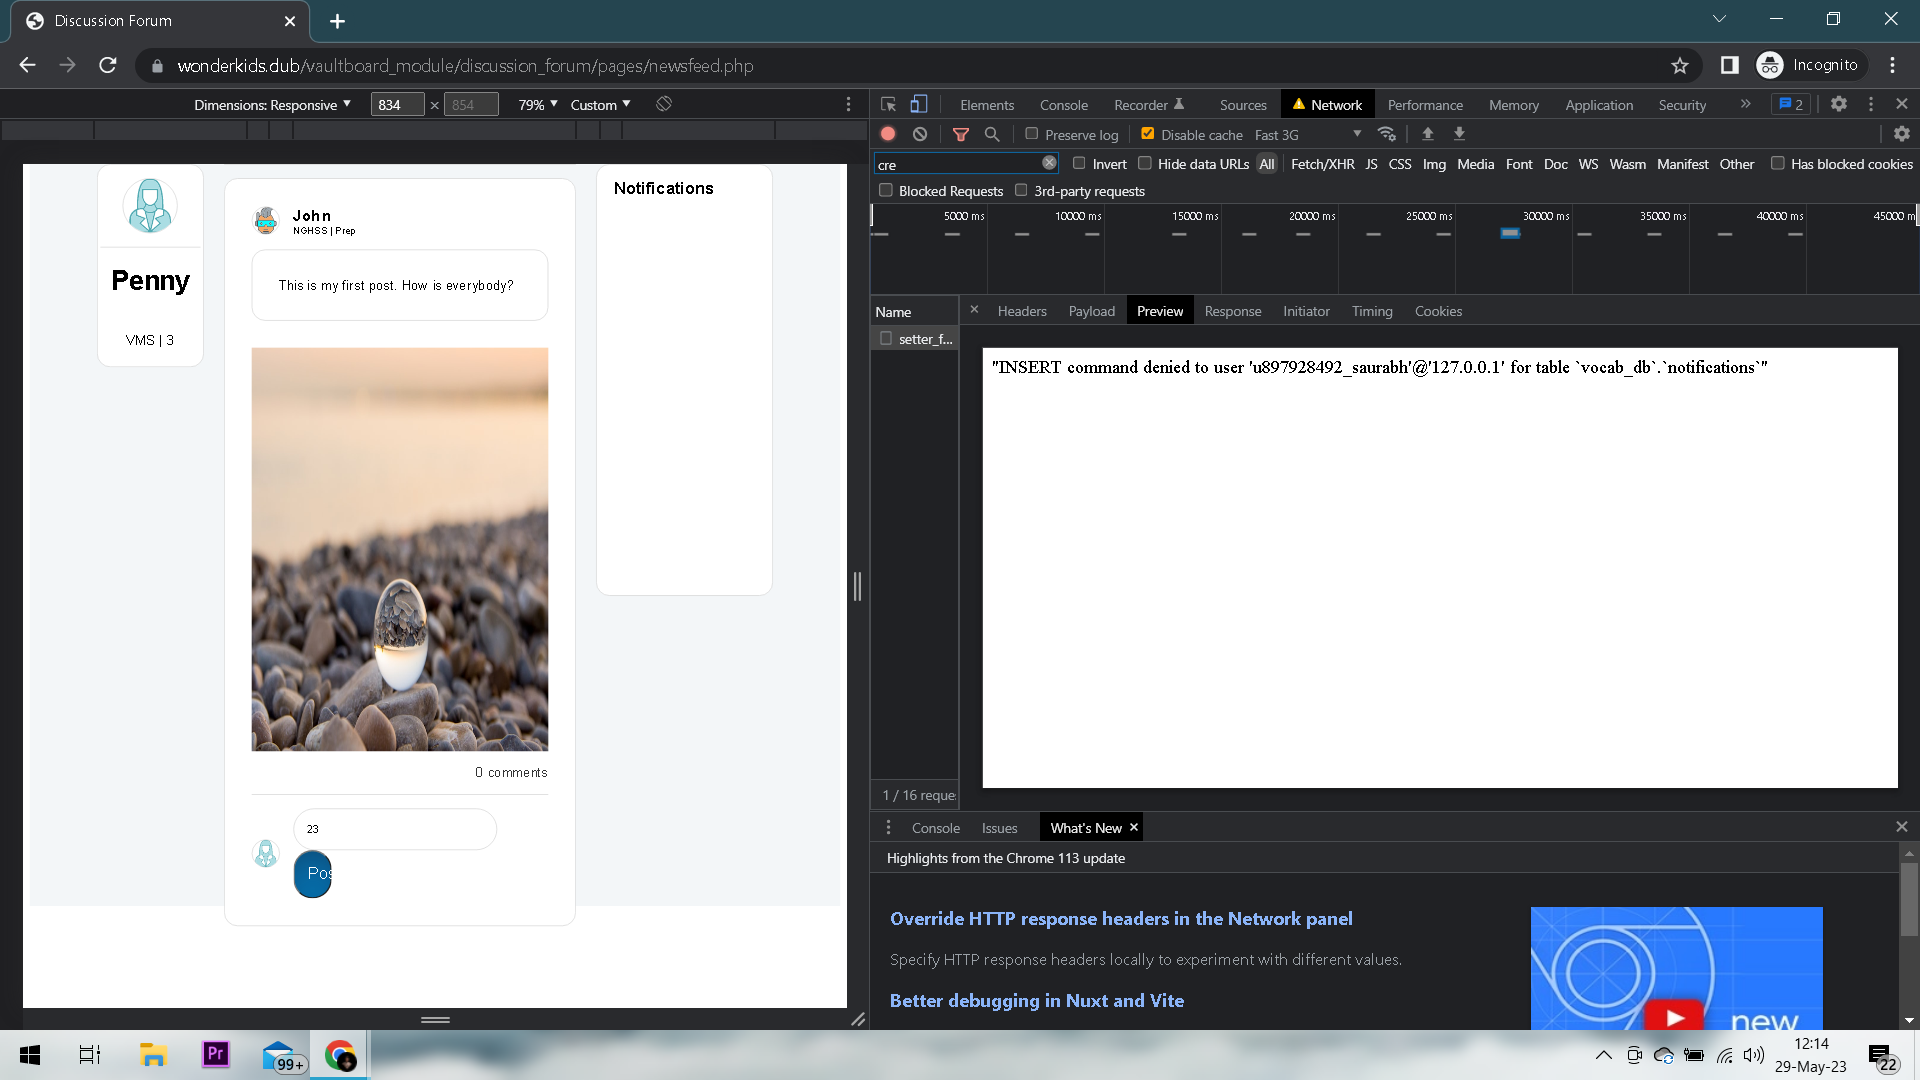 Discussion Forum
wonderkids.dub/vaultboard_module/discussion_forum/pages/newsfeed.php
Incognito
Dimensions: Responsive 834 × 854 79% Custom
Elements Console Recorder Sources Network Performance Memory Application Security » 2
Preserve log Disable cache Fast 3G
cre Invert Hide data URLs All Fetch/XHR JS CSS Img Media Font Doc WS Wasm Manifest Other Has blocked cookies
Blocked Requests 3rd-party requests
5000 ms 10000 ms 15000 ms 20000 ms 25000 ms 30000 ms 35000 ms 40000 ms 45000 m
Penny
VMS | 3
John
NGHSS | Prep
This is my first post. How is everybody?
0 comments
23
Pos
Notifications
Name
Headers Payload Preview Response Initiator Timing Cookies
setter_f...
"INSERT command denied to user 'u897928492_saurabh'@'127.0.0.1' for table `vocab_db`.`notifications`"
1 / 16 reque
Console Issues What's New
Highlights from the Chrome 113 update
Override HTTP response headers in the Network panel
Specify HTTP response headers locally to experiment with different values.
Better debugging in Nuxt and Vite
new
Pr
99+
12:14
29-May-23
22